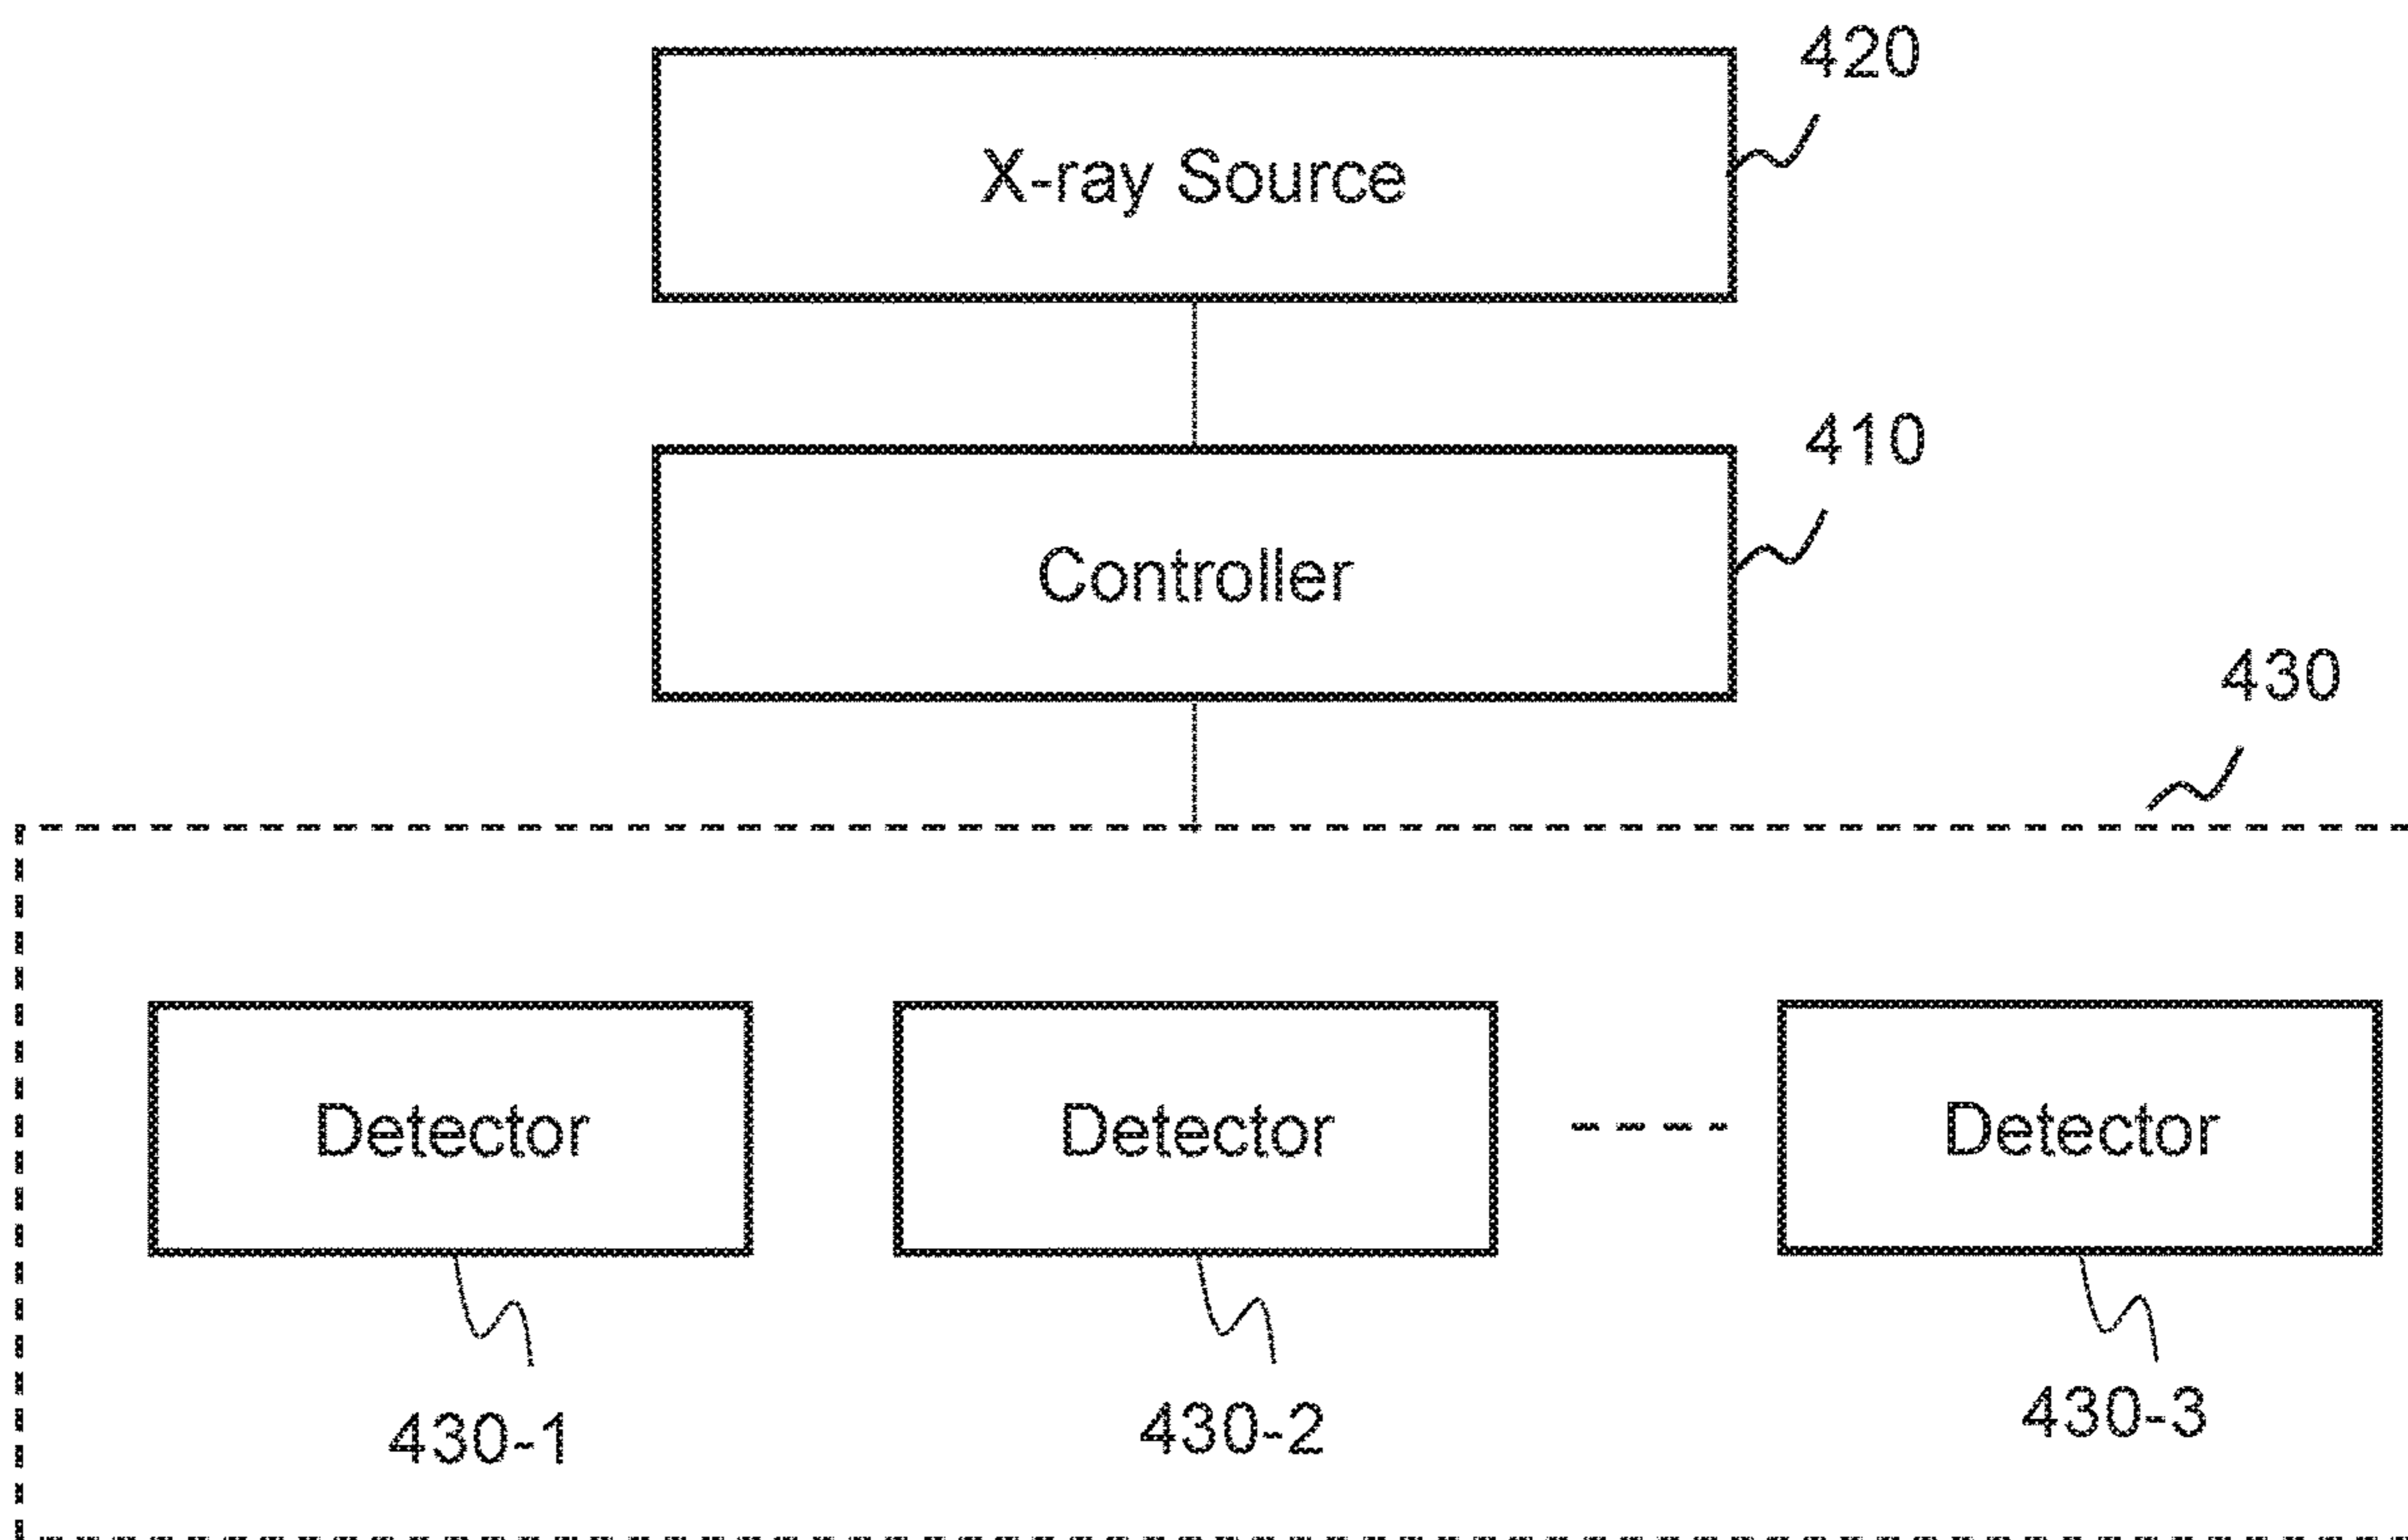 420
X-ray Source
410
Controller
430
Detector
Detector
Detector
430-1
430-2
430-3